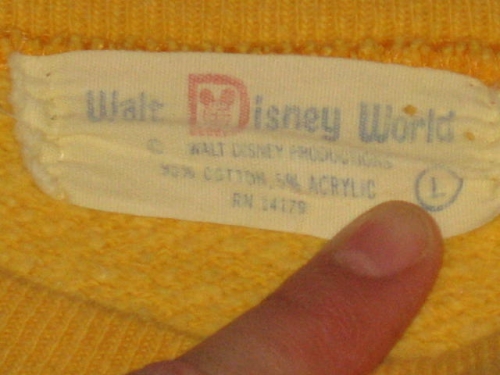 Walt Disney World
© WALT DISNEY PRODUCTIONS
COTTON, 5% ACRYLIC L
RN 14179